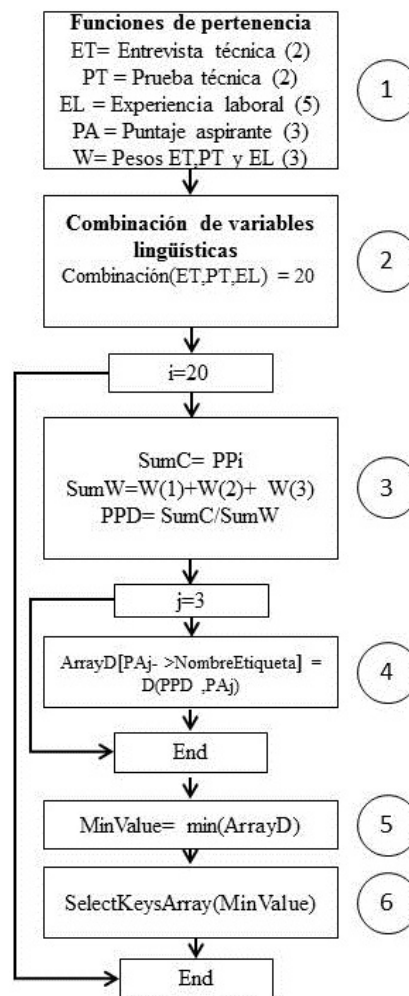 Funciones de pertenencia
ET= Entrevista técnica (2)
PT = Prueba técnica (2)
EL = Experiencia laboral (5)
PA = Puntaje aspirante (3)
W= Pesos ET,PT y EL (3)
1
Combinación de variables
lingüísticas
Combinación(ET,PT,EL) = 20
2
i=20
SumC= PPi
SumW=W(1)+W(2)+ W(3)
PPD= SumC/SumW
3
j=3
ArrayD[PAj- >NombreEtiqueta] =
D(PPD ,PAj)
4
End
MinValue= min(ArrayD)
5
SelectKeysArray(MinValue)
6
End